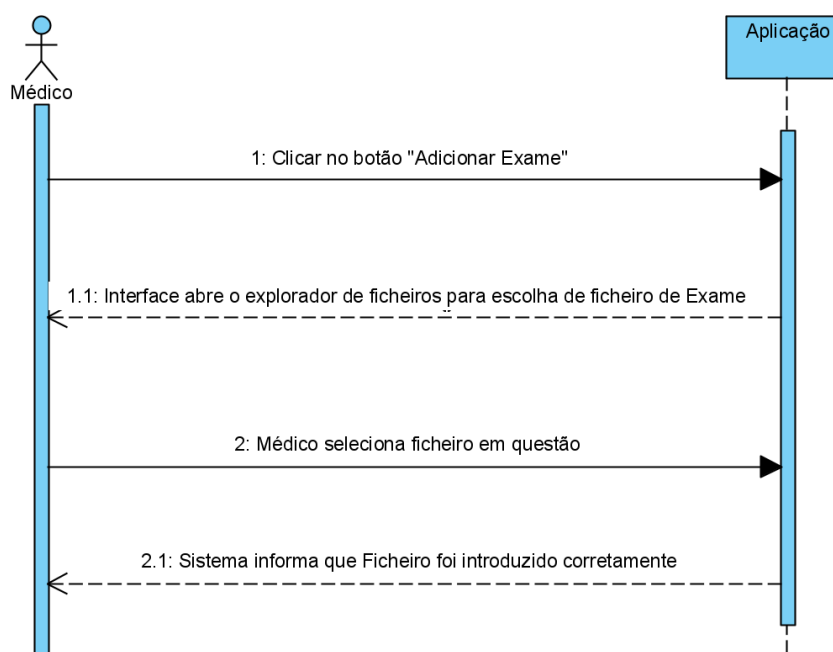 Aplicação
Médico
1: Clicar no botão "Adicionar Exame"
1.1: Interface abre o explorador de ficheiros para escolha de ficheiro de Exame
2: Médico seleciona ficheiro em questão
2.1: Sistema informa que Ficheiro foi introduzido corretamente